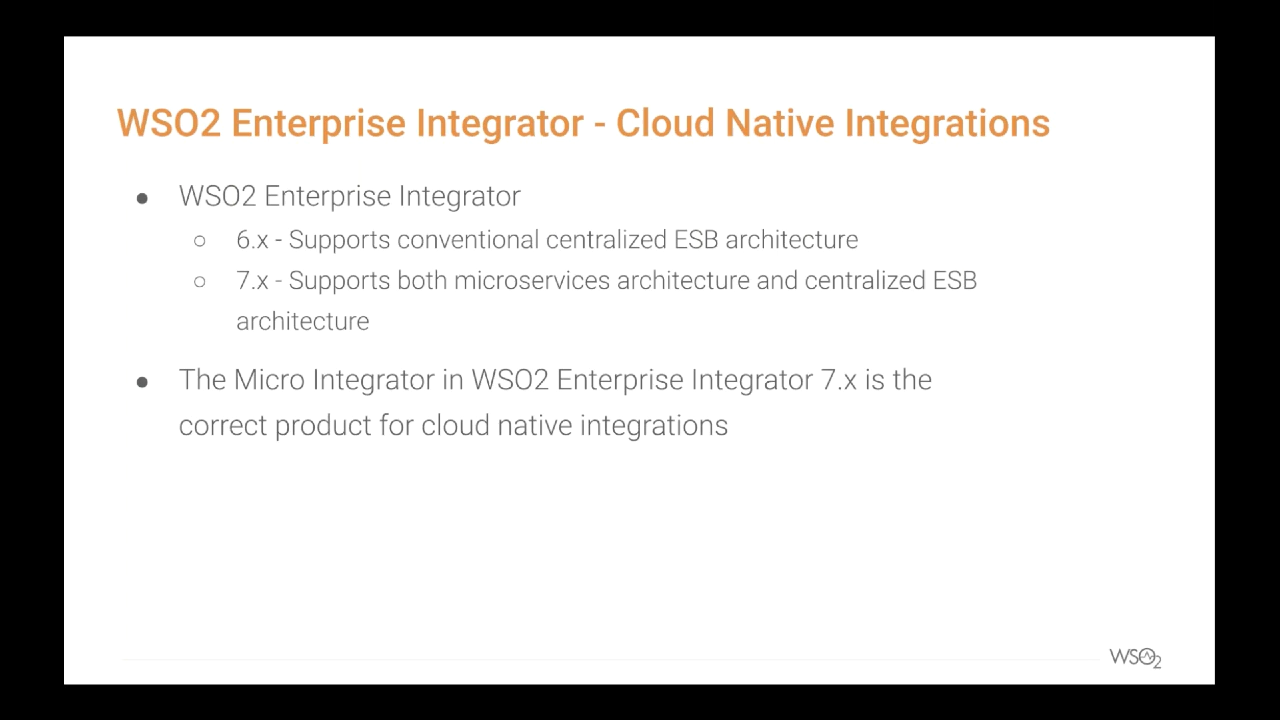 WSO2 Enterprise Integrator - Cloud Native Integrations
● WSO2 Enterprise Integrator
○ 6.x - Supports conventional centralized ESB architecture
○ 7.x - Supports both microservices architecture and centralized ESB
architecture
● The Micro Integrator in WSO2 Enterprise Integrator 7.x is the
correct product for cloud native integrations
WSO2